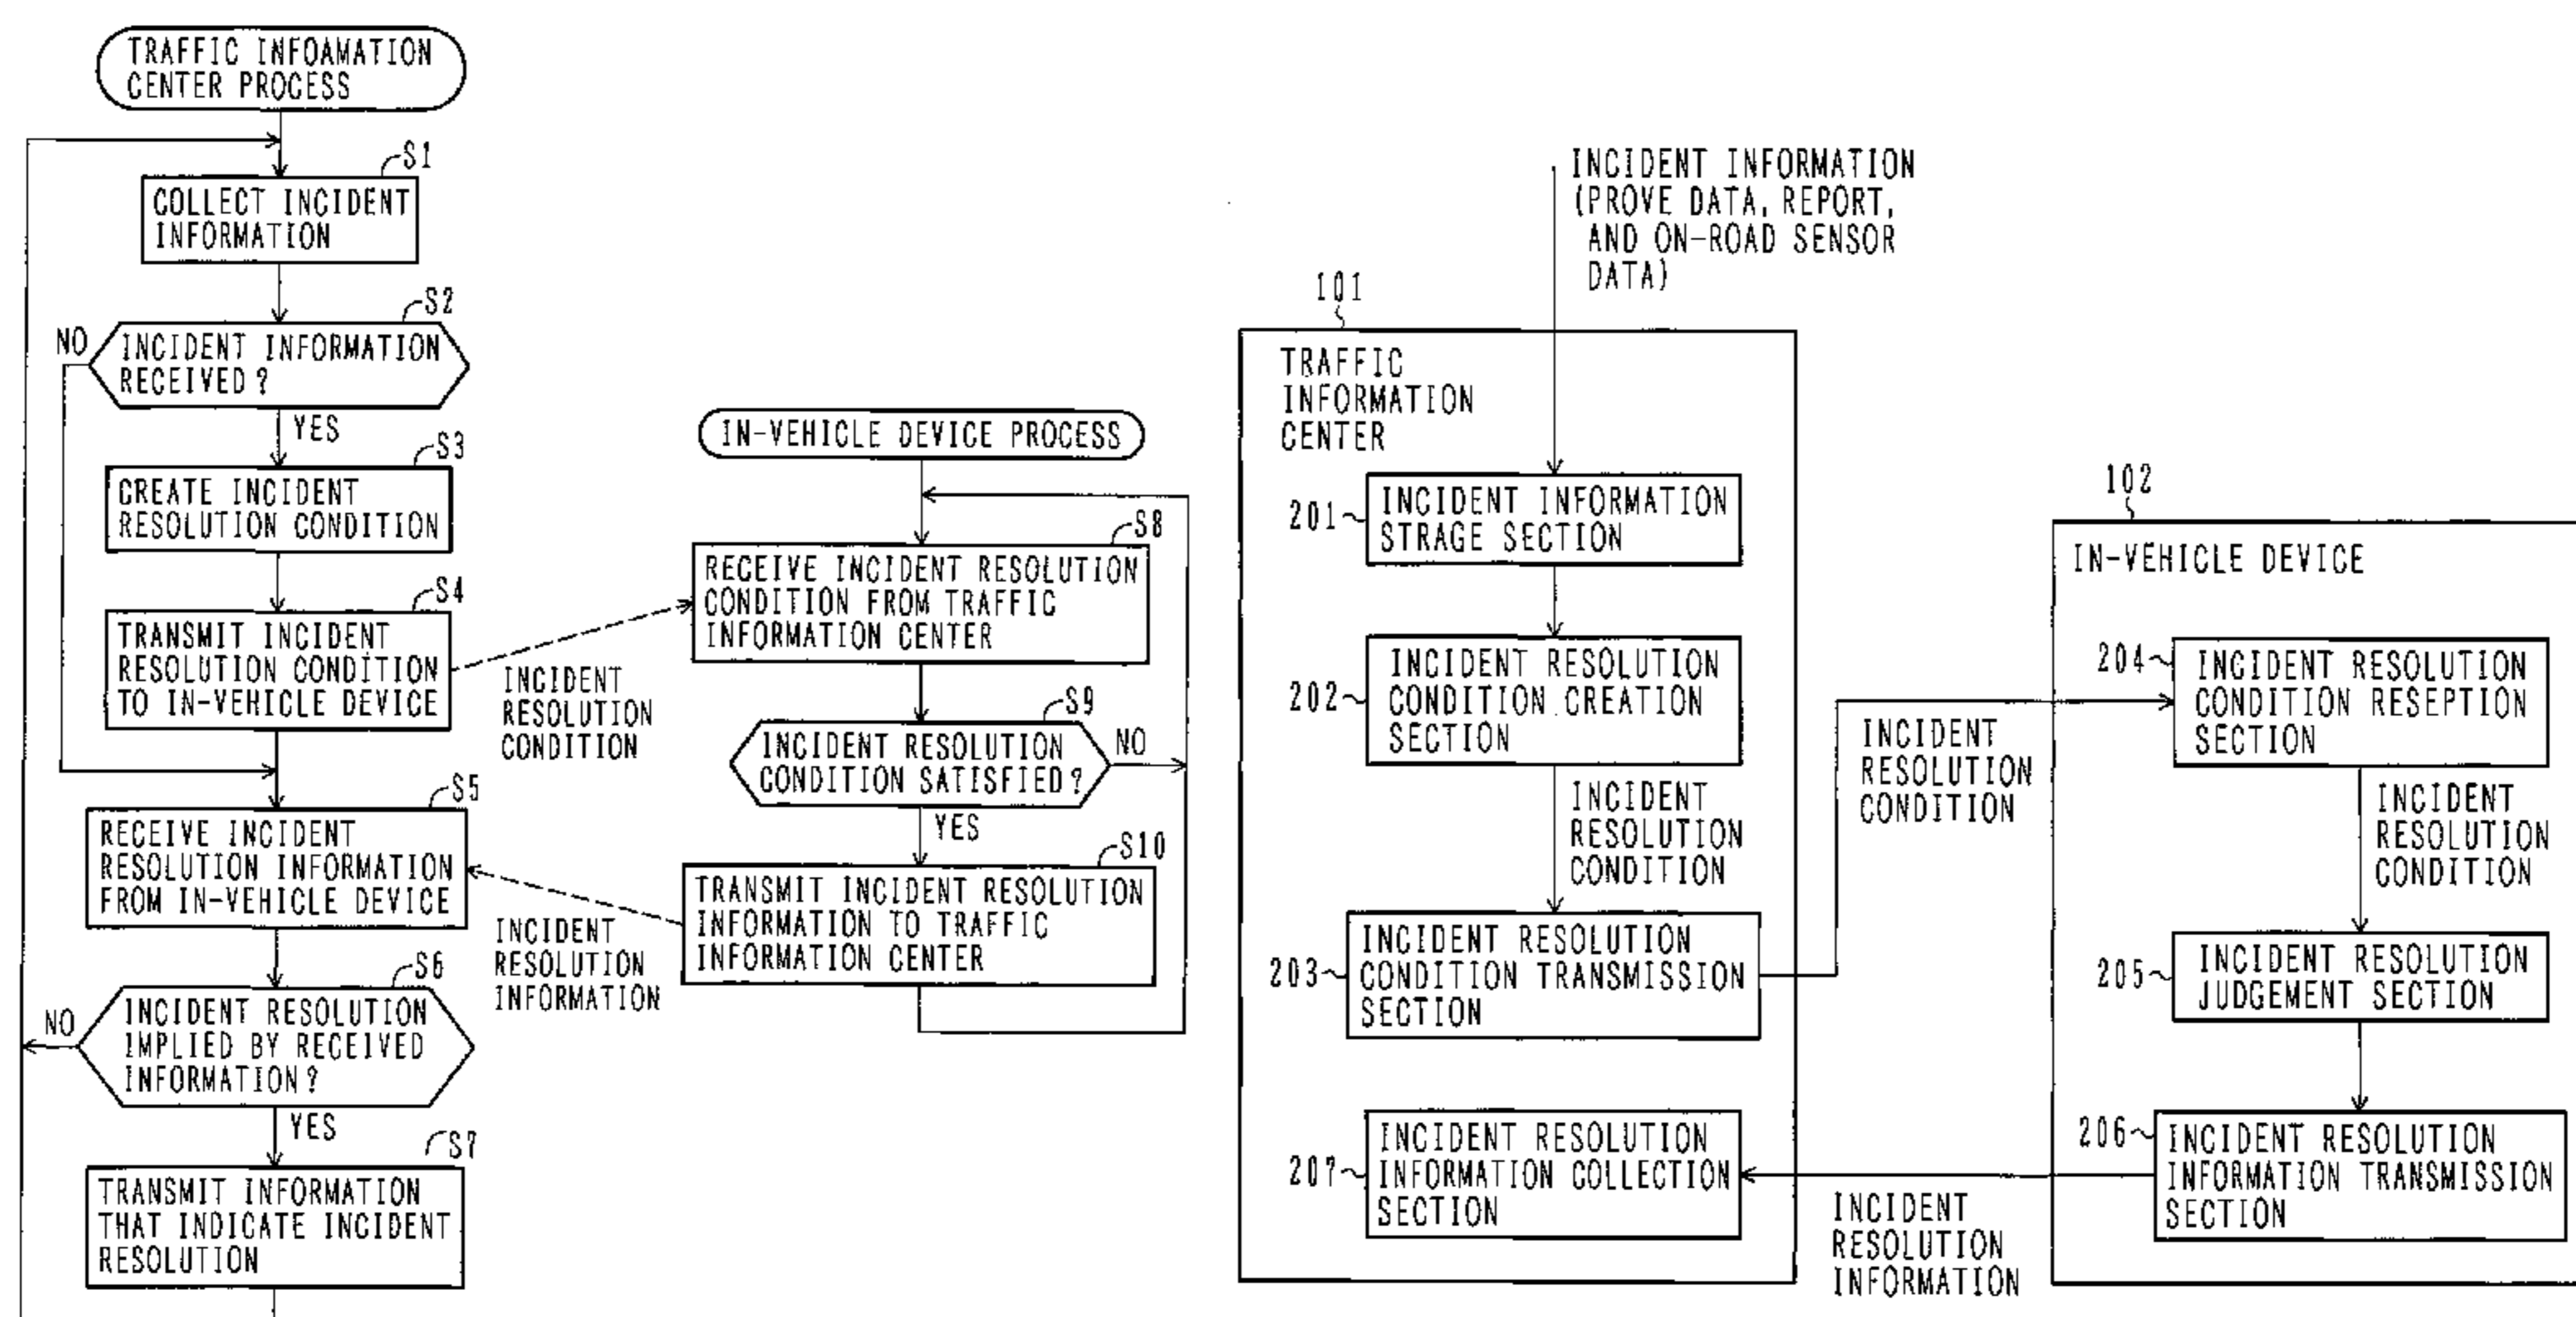 TRAFFIC INFOAMATION
CENTER PROCESS
S1
COLLECT INCIDENT
INFORMATION
S2
NO
INCIDENT INFORMATION
RECEIVED?
YES
S3
CREATE INCIDENT
RESOLUTION CONDITION
S4
TRANSMIT INCIDENT
RESOLUTION CONDITION
TO IN-VEHICLE DEVICE
INCIDENT
RESOLUTION
CONDITION
S5
RECEIVE INCIDENT
RESOLUTION INFORMATION
FROM IN-VEHICLE DEVICE
INCIDENT
RESOLUTION
INFORMATION
S6
NO
INCIDENT RESOLUTION
IMPLIED BY RECEIVED
INFORMATION?
YES
S7
TRANSMIT INFORMATION
THAT INDICATE INCIDENT
RESOLUTION
IN-VEHICLE DEVICE PROCESS
S8
RECEIVE INCIDENT RESOLUTION
CONDITION FROM TRAFFIC
INFORMATION CENTER
S9
INCIDENT RESOLUTION
CONDITION SATISFIED?
NO
YES
S10
TRANSMIT INCIDENT RESOLUTION
INFORMATION TO TRAFFIC
INFORMATION CENTER
INCIDENT INFORMATION
(PROVE DATA, REPORT,
AND ON-ROAD SENSOR
DATA)
101
TRAFFIC
INFORMATION
CENTER
201
INCIDENT INFORMATION
STRAGE SECTION
202
INCIDENT RESOLUTION
CONDITION CREATION
SECTION
INCIDENT
RESOLUTION
CONDITION
203
INCIDENT RESOLUTION
CONDITION TRANSMISSION
SECTION
207
INCIDENT RESOLUTION
INFORMATION COLLECTION
SECTION
INCIDENT
RESOLUTION
CONDITION
INCIDENT
RESOLUTION
INFORMATION
102
IN-VEHICLE DEVICE
204
INCIDENT RESOLUTION
CONDITION RESEPTION
SECTION
INCIDENT
RESOLUTION
CONDITION
205
INCIDENT RESOLUTION
JUDGEMENT SECTION
206
INCIDENT RESOLUTION
INFORMATION TRANSMISSION
SECTION